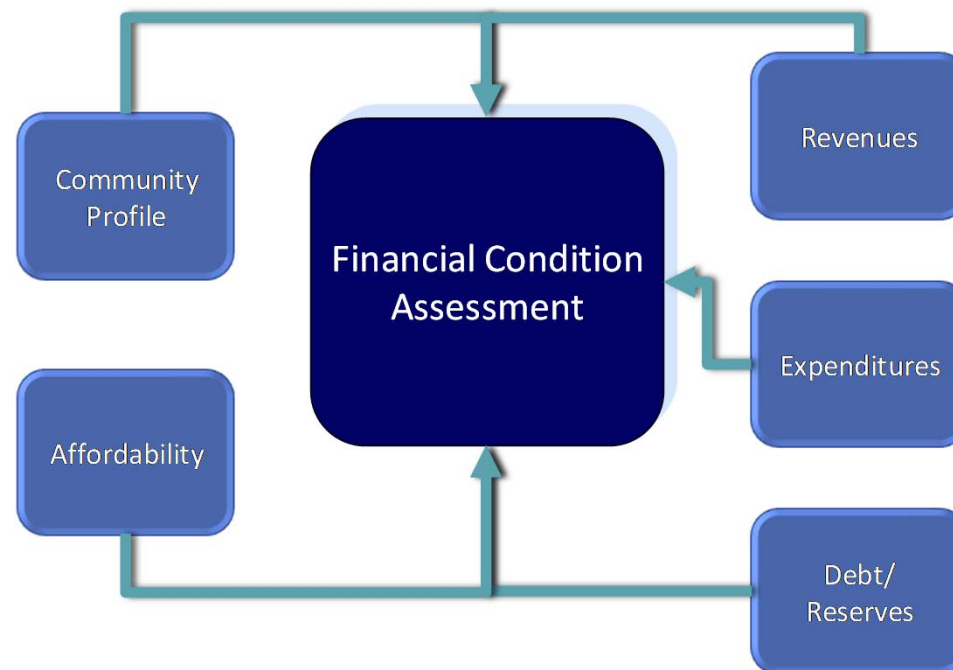 Community
Profile
Revenues
Financial Condition
Assessment
Expenditures
Affordability
Debt/
Reserves